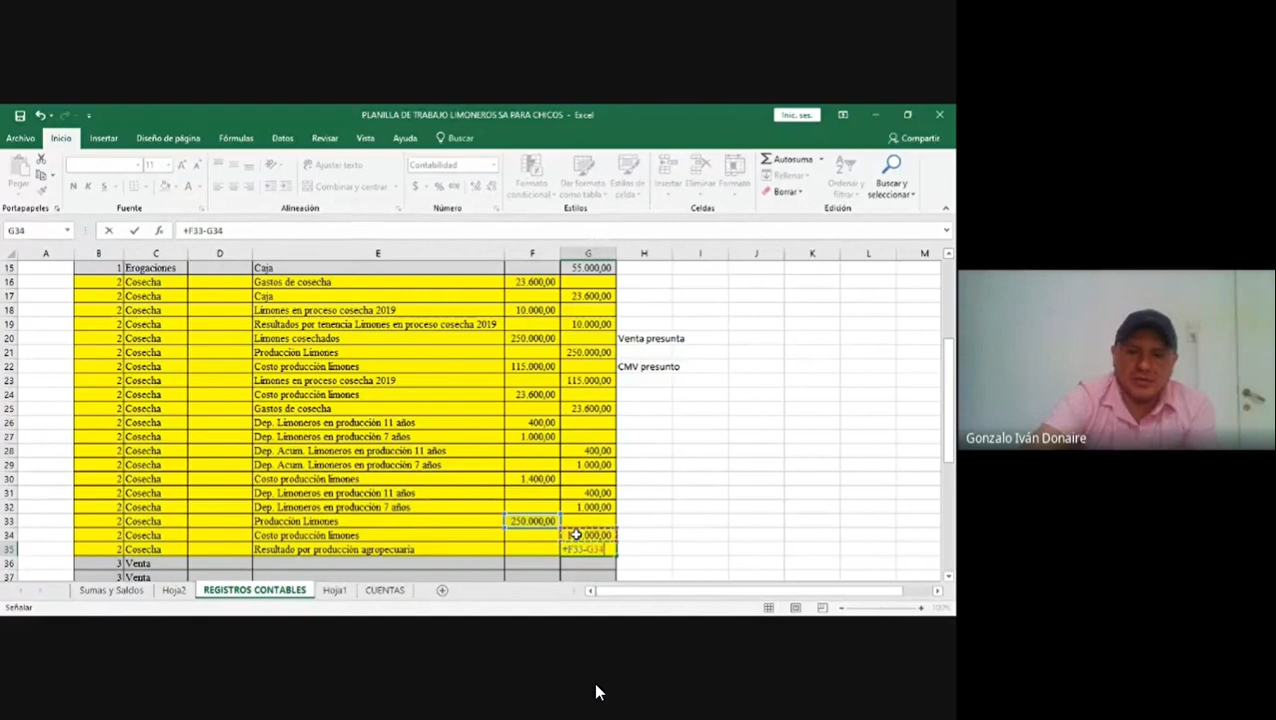 PLANILLA DE TRABAJO LIMONEROS SA PARA CHICOS - Excel
Inic. ses.
Archivo Inicio Insertar Diseño de página Fórmulas Datos Revisar Vista Ayuda Buscar Compartir
Pegar
11
Ajustar texto
Contabilidad
N K S
Combinar y centrar
$ % 000
Formato condicional
Dar formato como tabla
Estilos de celda
Insertar Eliminar Formato
Autosuma
Rellenar
Borrar
Ordenar y filtrar
Buscar y seleccionar
Portapapeles Fuente Alineación Número Estilos Celdas Edición
G34 fx +F33-G34
A B C D E F G H I J K L M
15 1 Erogaciones Caja 55.000,00
16 2 Cosecha Gastos de cosecha 23.600,00
17 2 Cosecha Caja 23.600,00
18 2 Cosecha Limones en proceso cosecha 2019 10.000,00
19 2 Cosecha Resultados por tenencia Limones en proceso cosecha 2019 10.000,00
20 2 Cosecha Limones cosechados 250.000,00 Venta presunta
21 2 Cosecha Producción Limones 250.000,00
22 2 Cosecha Costo producción limones 115.000,00 CMV presunto
23 2 Cosecha Limones en proceso cosecha 2019 115.000,00
24 2 Cosecha Costo producción limones 23.600,00
25 2 Cosecha Gastos de cosecha 23.600,00
26 2 Cosecha Dep. Limoneros en producción 11 años 400,00
27 2 Cosecha Dep. Limoneros en producción 7 años 1.000,00
28 2 Cosecha Dep. Acum. Limoneros en producción 11 años 400,00
29 2 Cosecha Dep. Acum. Limoneros en producción 7 años 1.000,00
30 2 Cosecha Costo producción limones 1.400,00
31 2 Cosecha Dep. Limoneros en producción 11 años 400,00
32 2 Cosecha Dep. Limoneros en producción 7 años 1.000,00
33 2 Cosecha Producción Limones 250.000,00
34 2 Cosecha Costo producción limones
35 2 Cosecha Resultado por producción agropecuaria +F33-G34
36 3 Venta
37 3 Venta
Sumas y Saldos Hoja2 REGISTROS CONTABLES Hoja1 CUENTAS
Señalar
100%
Gonzalo Iván Donaire